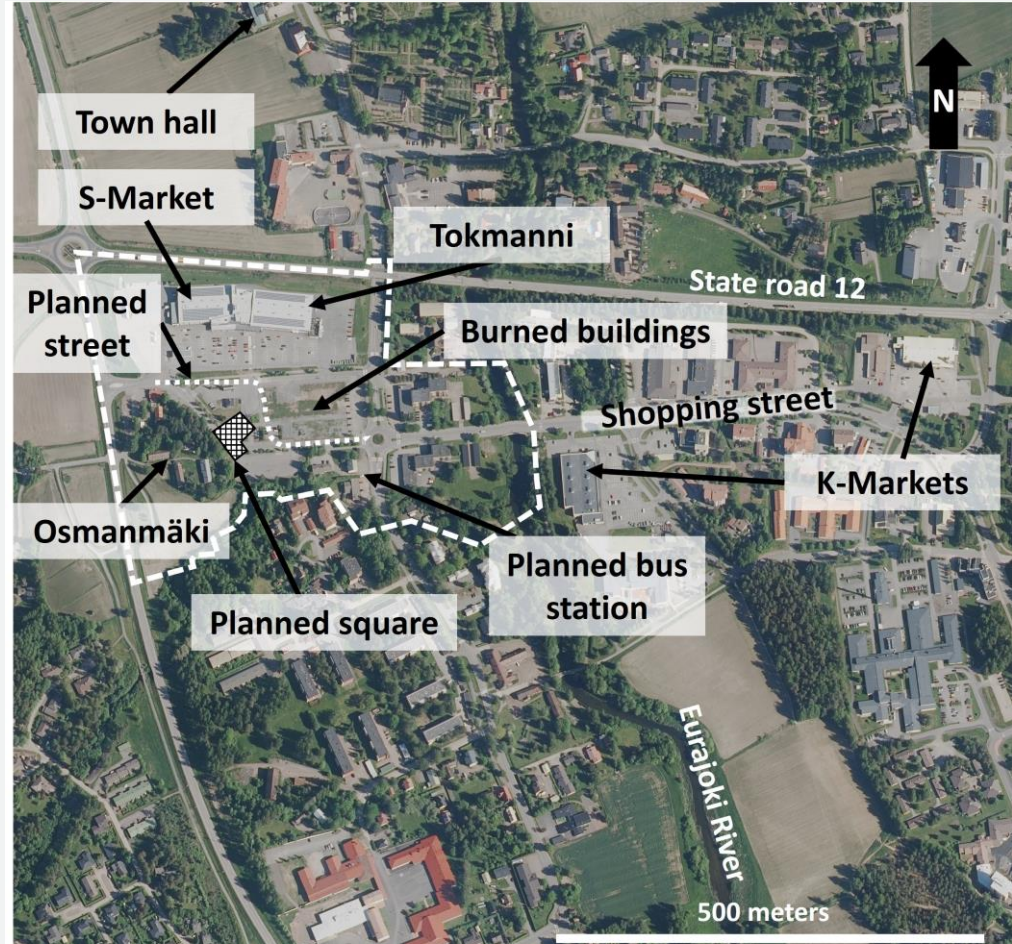 N
Town hall
S-Market
Tokmanni
State road 12
Planned
street
Burned buildings
Shopping street
K-Markets
Osmanmäki
Planned bus
station
Planned square
Eurajoki River
500 meters